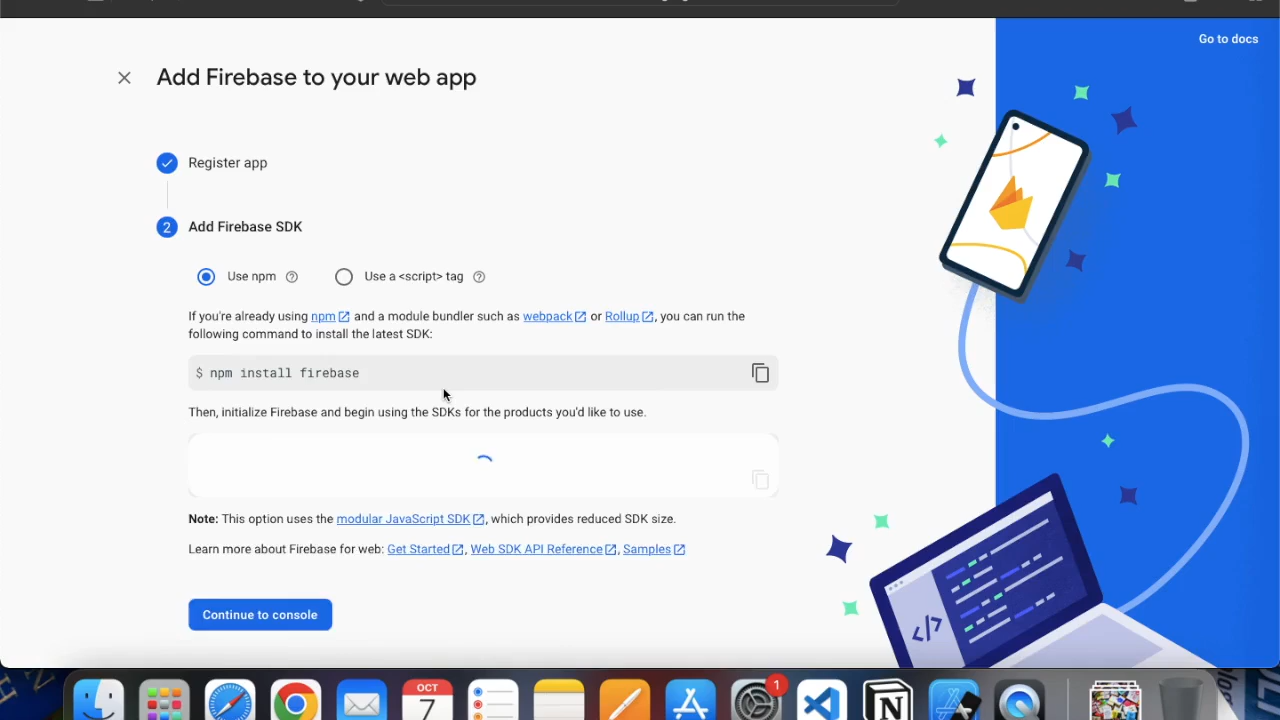 Go to docs
Add Firebase to your web app
Register app
2 Add Firebase SDK
Use npm Use a <script> tag
If you're already using npm and a module bundler such as webpack or Rollup, you can run the
following command to install the latest SDK:
$ npm install firebase
Then, initialize Firebase and begin using the SDKs for the products you'd like to use.
Note: This option uses the modular JavaScript SDK, which provides reduced SDK size.
Learn more about Firebase for web: Get Started, Web SDK API Reference, Samples
Continue to console
</>
OCT
7
1